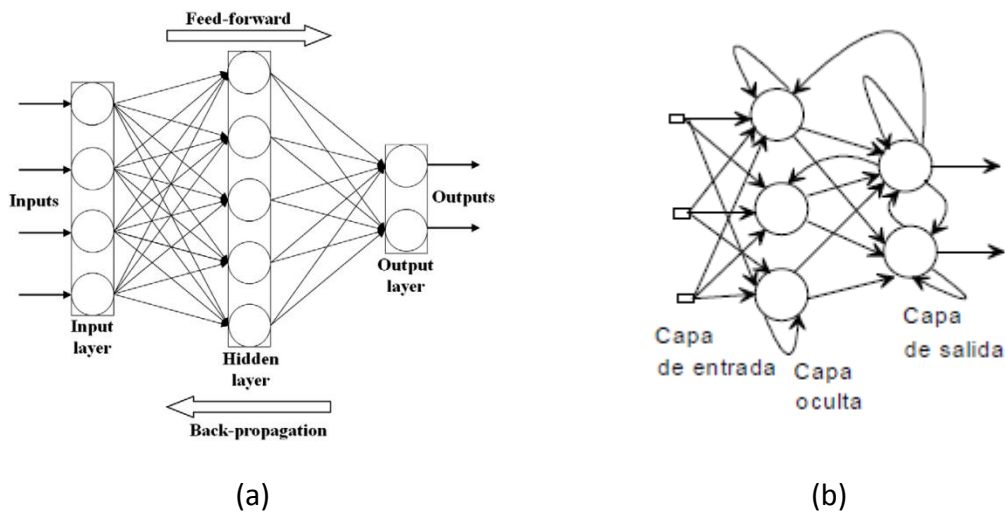 Feed-forward
Inputs
Outputs
Output
layer
Input
layer
Hidden
layer
Back-propagation
(a)
Capa
de entrada
Capa
oculta
Capa
de salida
(b)